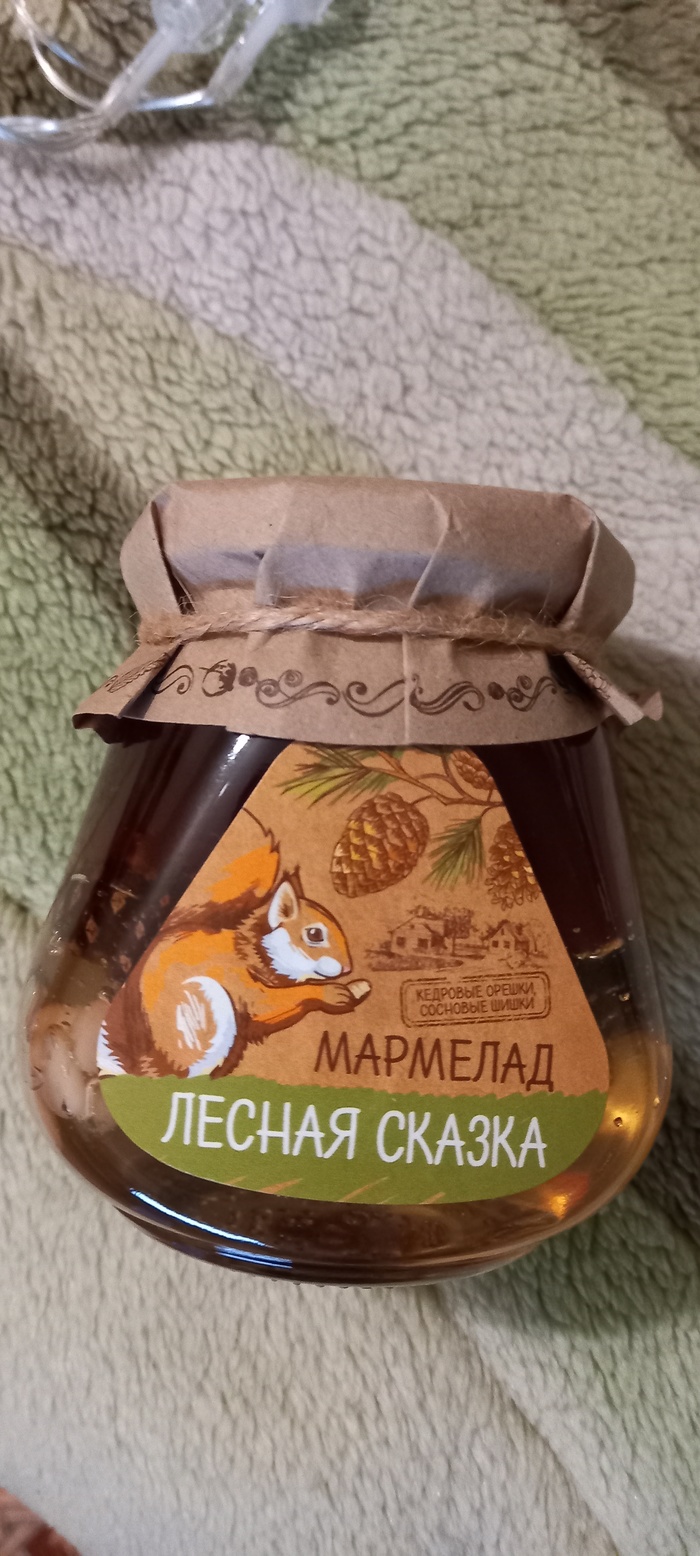 КЕДРОВЫЕ ОРЕШКИ,
СОСНОВЫЕ ШИШКИ
МАРМЕЛАД
ЛЕСНАЯ СКАЗКА